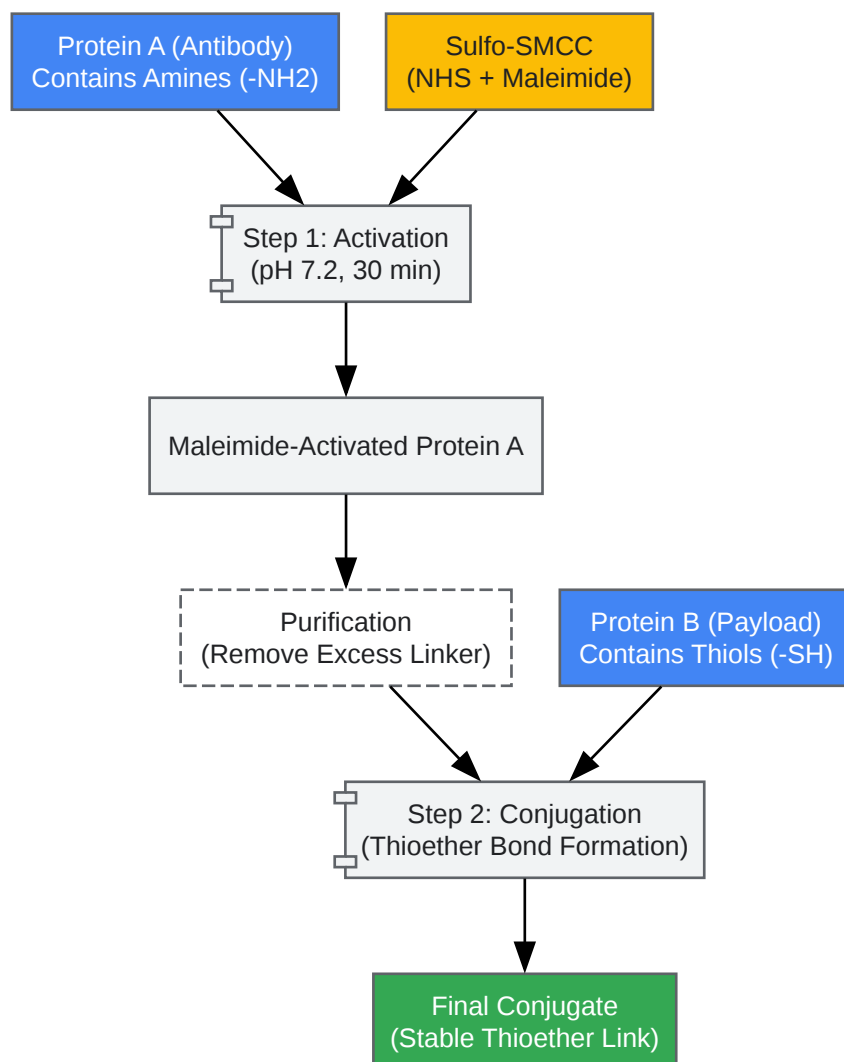 Protein A (Antibody)
Contains Amines (-NH2)
Sulfo-SMCC
(NHS + Maleimide)
Step 1: Activation
(pH 7.2, 30 min)
Maleimide-Activated Protein A
Purification
(Remove Excess Linker)
Protein B (Payload)
Contains Thiols (-SH)
Step 2: Conjugation
(Thioether Bond Formation)
Final Conjugate
(Stable Thioether Link)